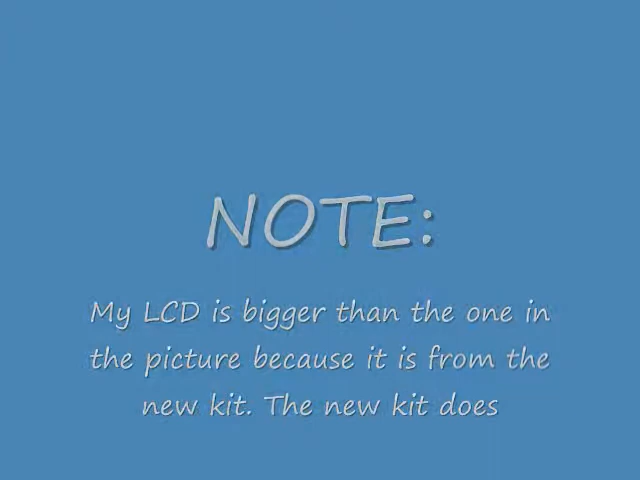 NOTE:
My LCD is bigger than the one in
the picture because it is from the
new kit. The new kit does